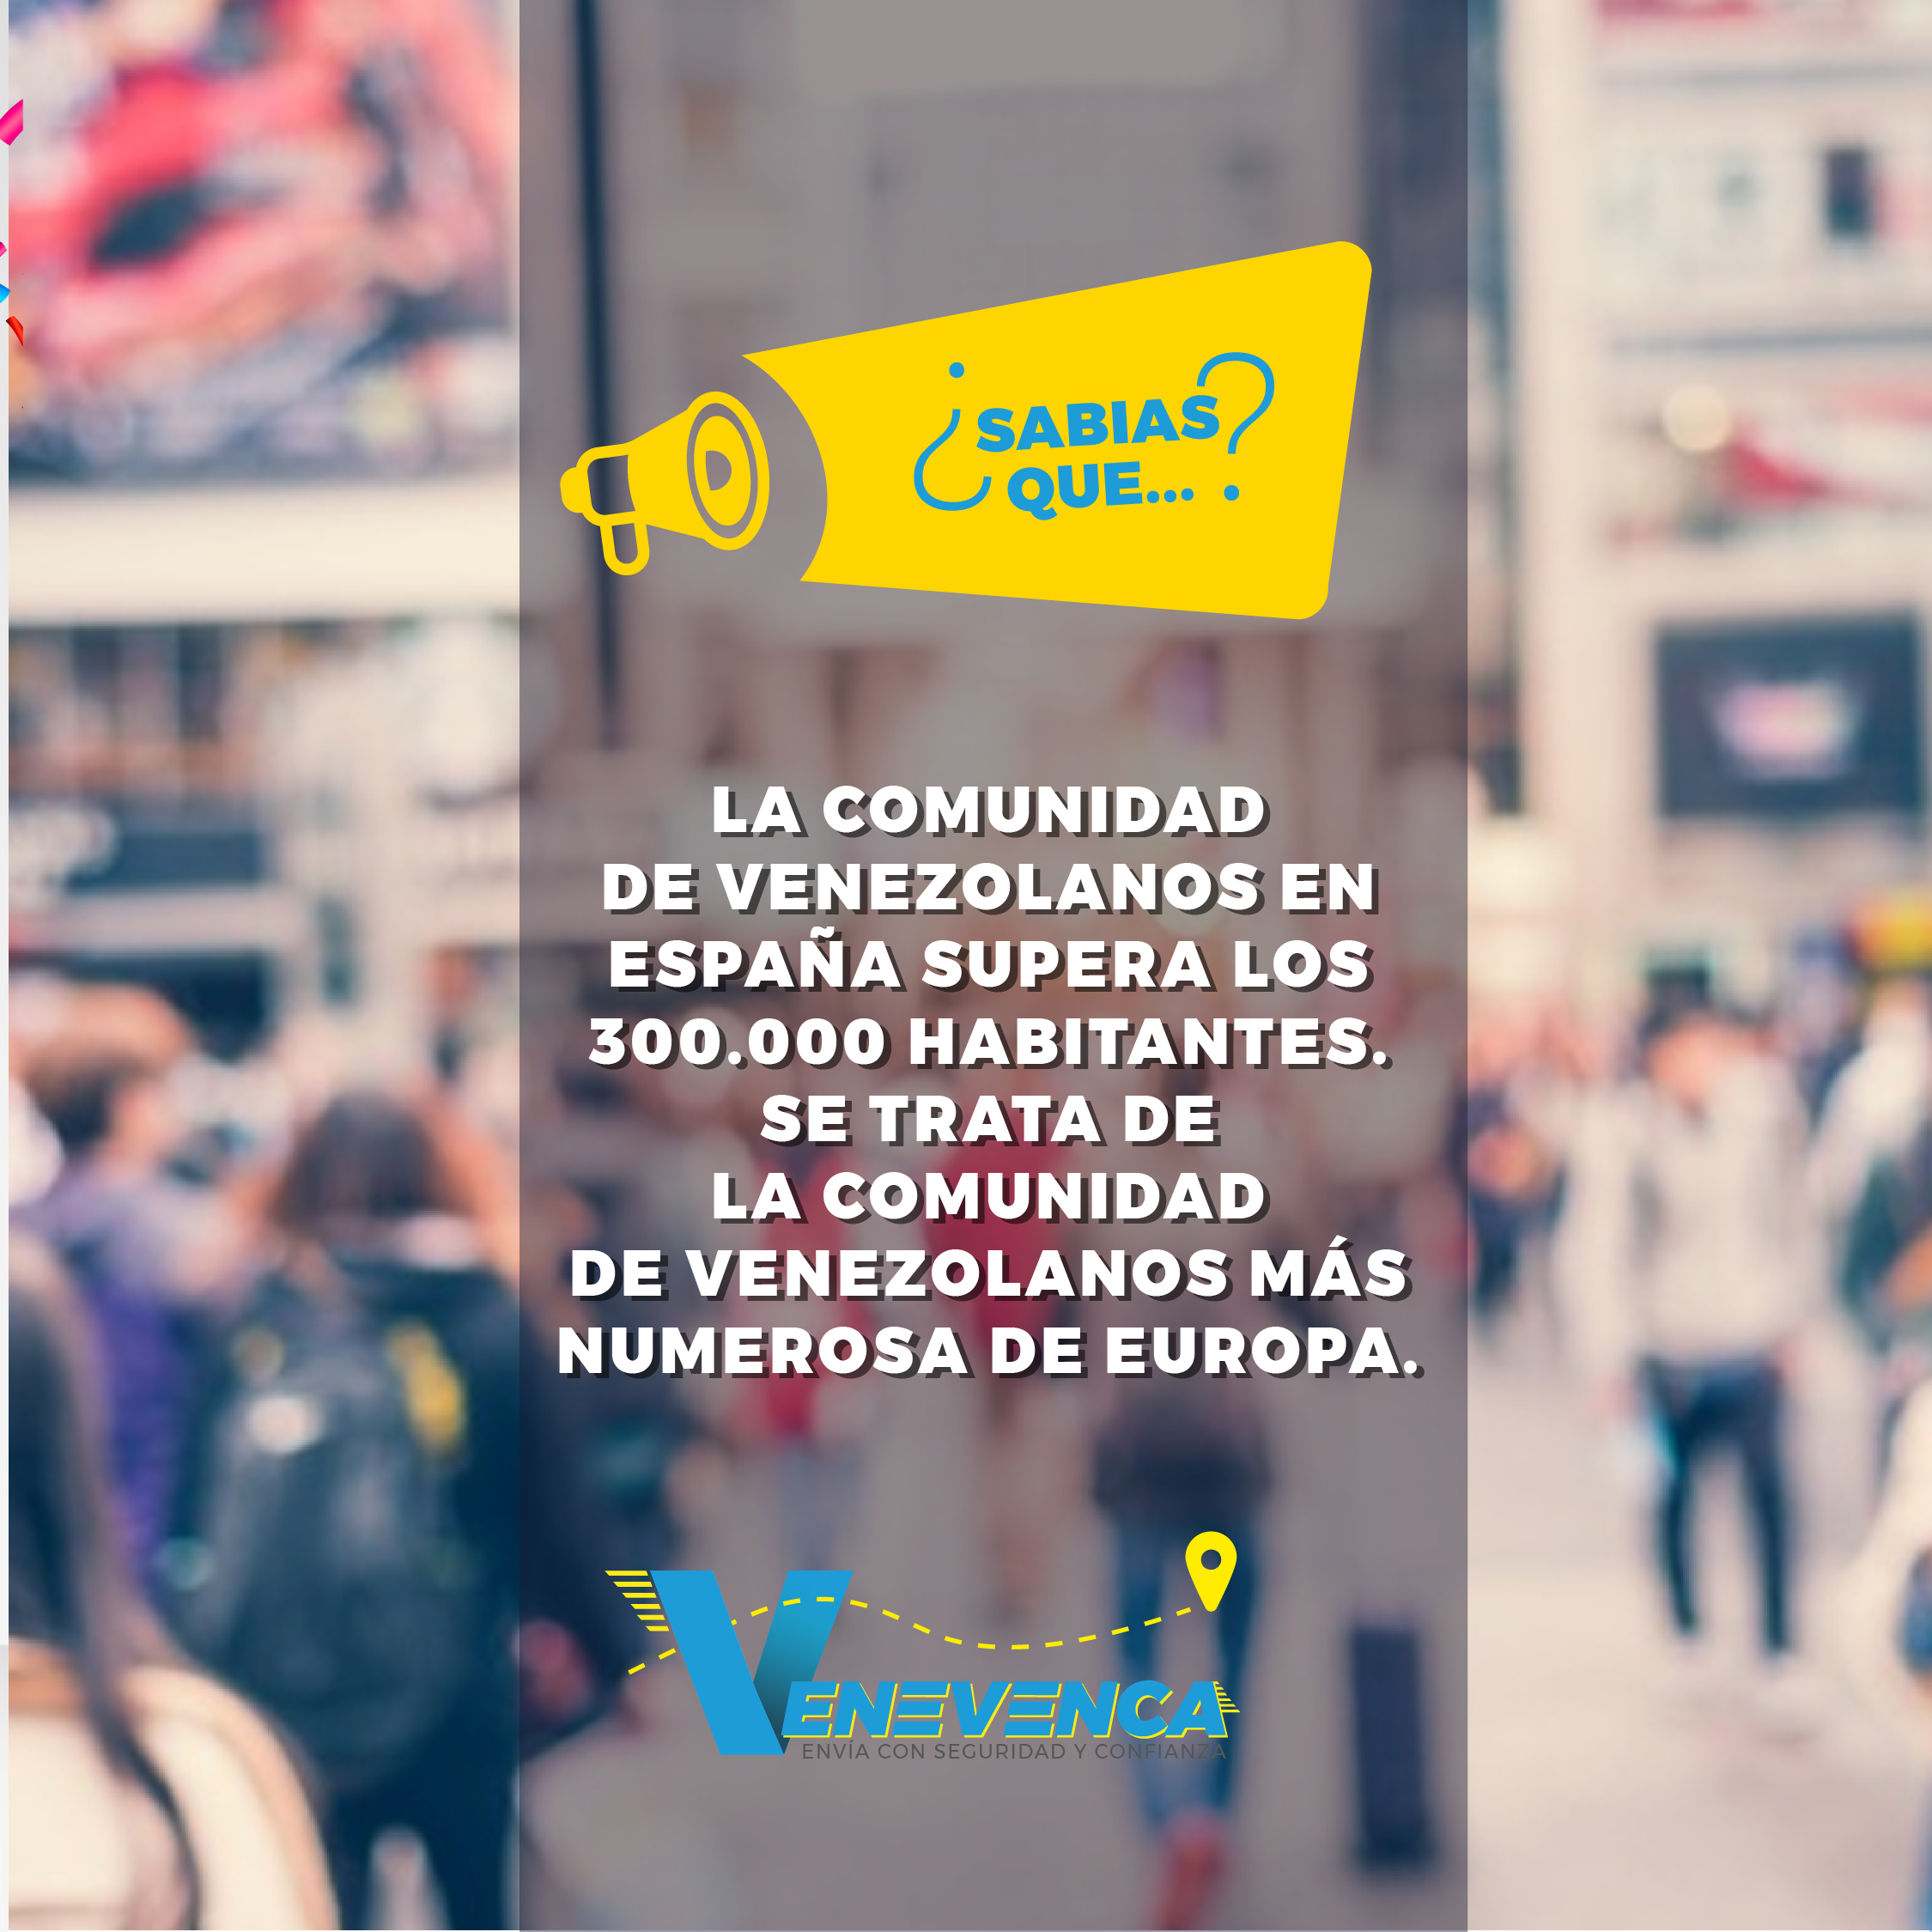 ¿SABIAS
QUE...?
LA COMUNIDAD
DE VENEZOLANOS EN
ESPAÑA SUPERA LOS
300.000 HABITANTES.
SE TRATA DE
LA COMUNIDAD
DE VENEZOLANOS MÁS
NUMEROSA DE EUROPA.
VENEVENCA
ENVÍA CON SEGURIDAD Y CONFIANZA